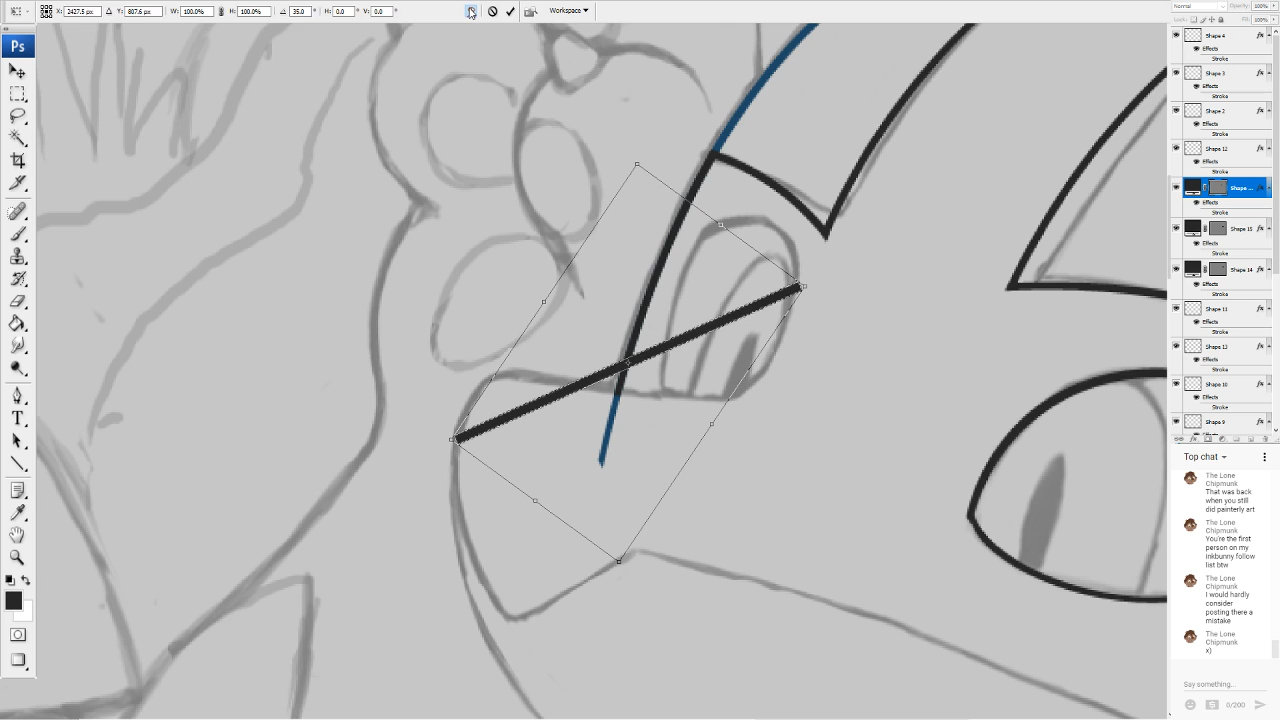 X: 2427.5 px Y: 807.6 px W: 100.0% H: 100.0% 35.0 ° H: 0.0 ° V: 0.0 ° Workspace
Normal Opacity: 100%
Lock: Fill: 100%
Ps
Shape 4
Effects
Stroke
Shape 3
Effects
Stroke
Shape 2
Effects
Stroke
Shape 12
Effects
Stroke
Shape ...
Effects
Stroke
Shape 15
Effects
Stroke
Shape 14
Effects
Stroke
Shape 11
Effects
Stroke
Shape 13
Effects
Stroke
Shape 10
Effects
Stroke
Shape 9
Effects
T
Top chat
The Lone
Chipmunk
That was back
when you still
did painterly art
The Lone
Chipmunk
You're the first
person on my
inkbunny follow
list btw
The Lone
Chipmunk
I would hardly
consider
posting there a
mistake
The Lone
Chipmunk
x)
Say something...
0/200